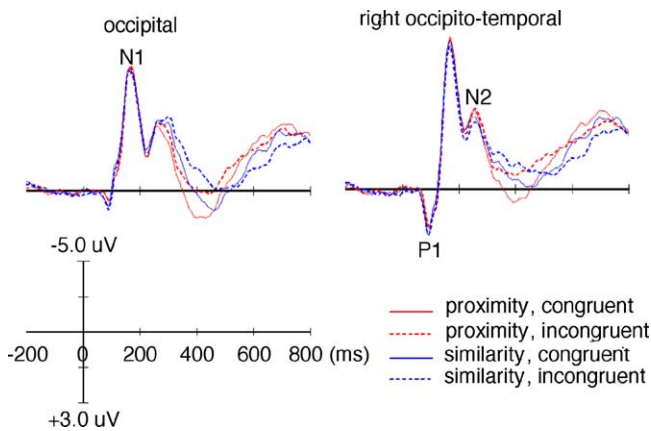 occipital
right occipito-temporal
N1
N2
P1
-5.0 uV
-200 0 200 400 600 800 (ms)
+3.0 uV
proximity, congruent
proximity, incongruent
similarity, congruent
similarity, incongruent